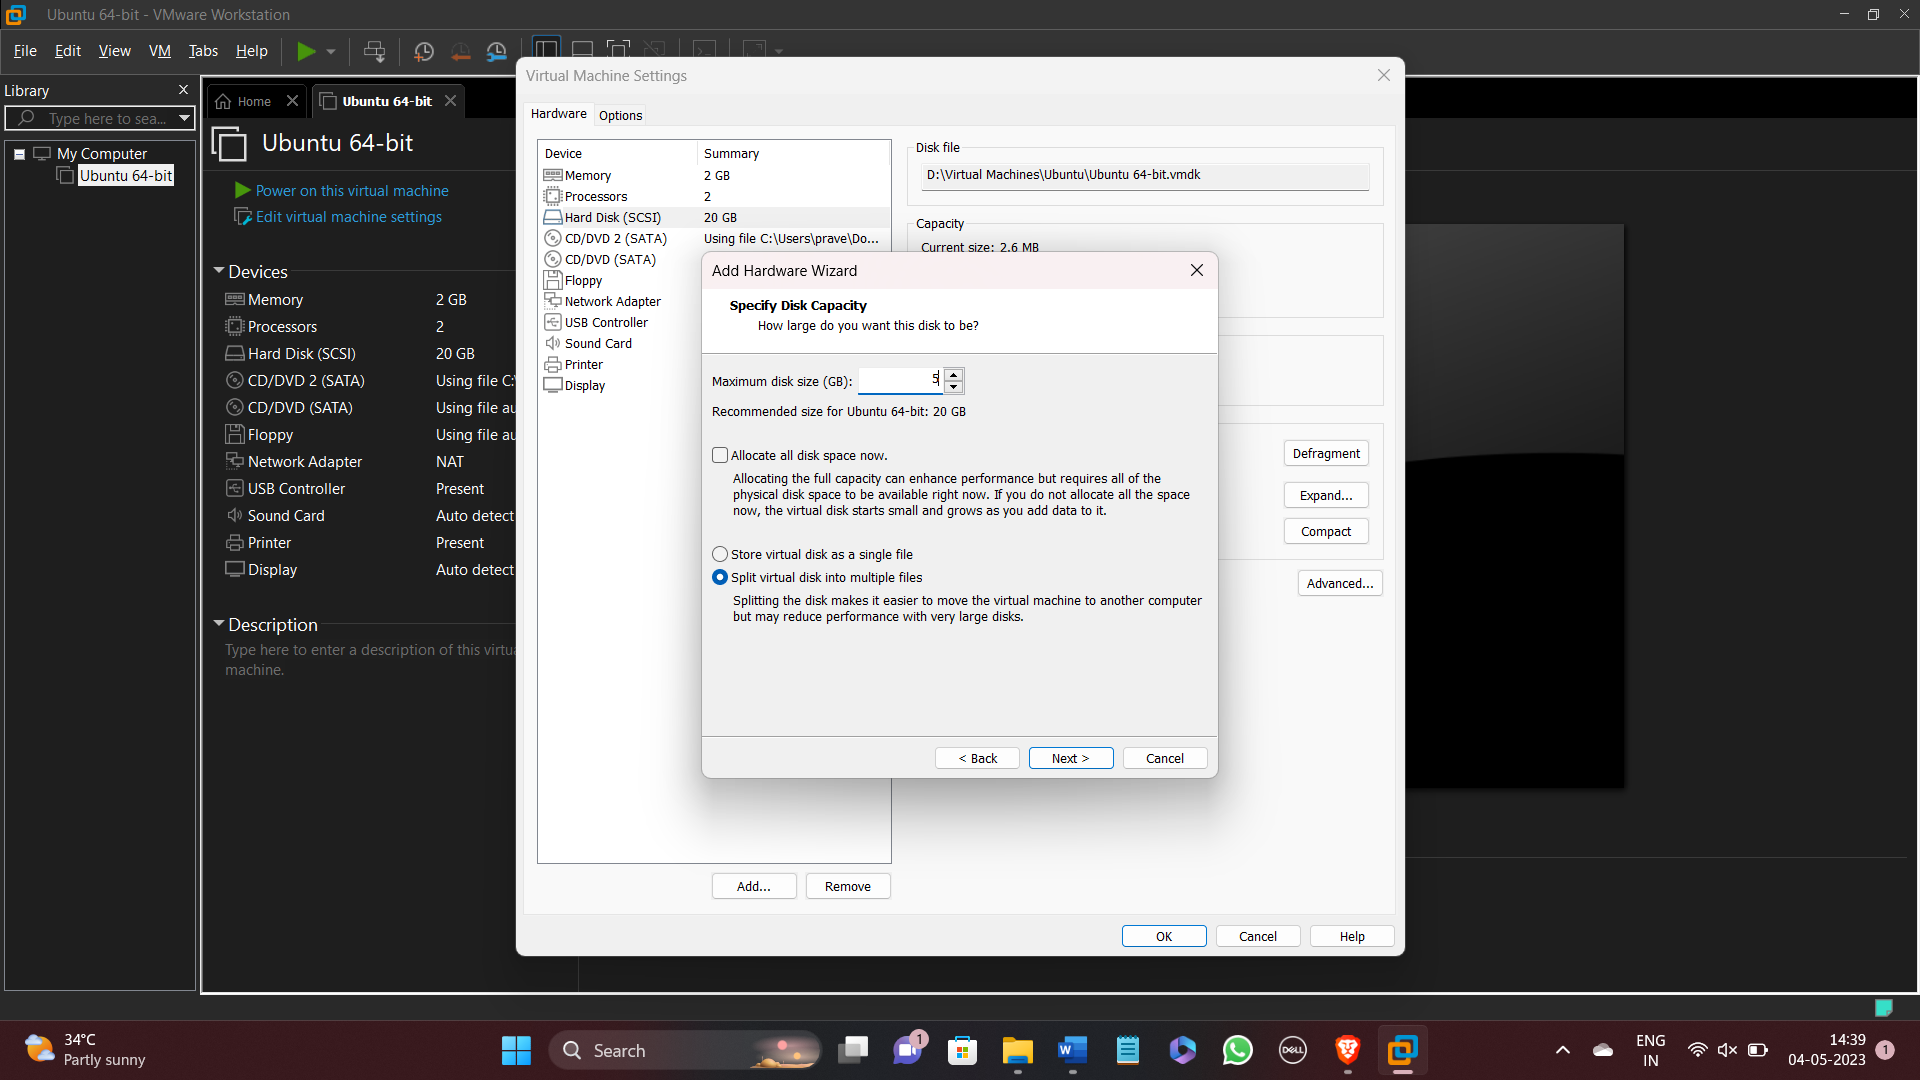 Ubuntu 64-bit - VMware Workstation
File Edit View VM Tabs Help
Library
Type here to sea...
My Computer
Ubuntu 64-bit
Home
Ubuntu 64-bit
Ubuntu 64-bit
Power on this virtual machine
Edit virtual machine settings
Devices
Memory 2 GB
Processors 2
Hard Disk (SCSI) 20 GB
CD/DVD 2 (SATA) Using file C:
CD/DVD (SATA) Using file au
Floppy Using file au
Network Adapter NAT
USB Controller Present
Sound Card Auto detect
Printer Present
Display Auto detect
Description
Type here to enter a description of this virtua
machine.
Virtual Machine Settings
Hardware Options
Device Summary
Memory 2 GB
Processors 2
Hard Disk (SCSI) 20 GB
CD/DVD 2 (SATA) Using file C:\Users\prave\Do...
CD/DVD (SATA)
Floppy
Network Adapter
USB Controller
Sound Card
Printer
Display
Add... Remove
Disk file
D:\Virtual Machines\Ubuntu\Ubuntu 64-bit.vmdk
Capacity
Current size: 2.6 MB
Defragment
Expand...
Compact
Advanced...
OK Cancel Help
Add Hardware Wizard
Specify Disk Capacity
How large do you want this disk to be?
Maximum disk size (GB): 5
Recommended size for Ubuntu 64-bit: 20 GB
Allocate all disk space now.
Allocating the full capacity can enhance performance but requires all of the
physical disk space to be available right now. If you do not allocate all the space
now, the virtual disk starts small and grows as you add data to it.
Store virtual disk as a single file
Split virtual disk into multiple files
Splitting the disk makes it easier to move the virtual machine to another computer
but may reduce performance with very large disks.
< Back Next > Cancel
34°C
Partly sunny
Search
1
W
DELL
ENG
IN
14:39
04-05-2023
1